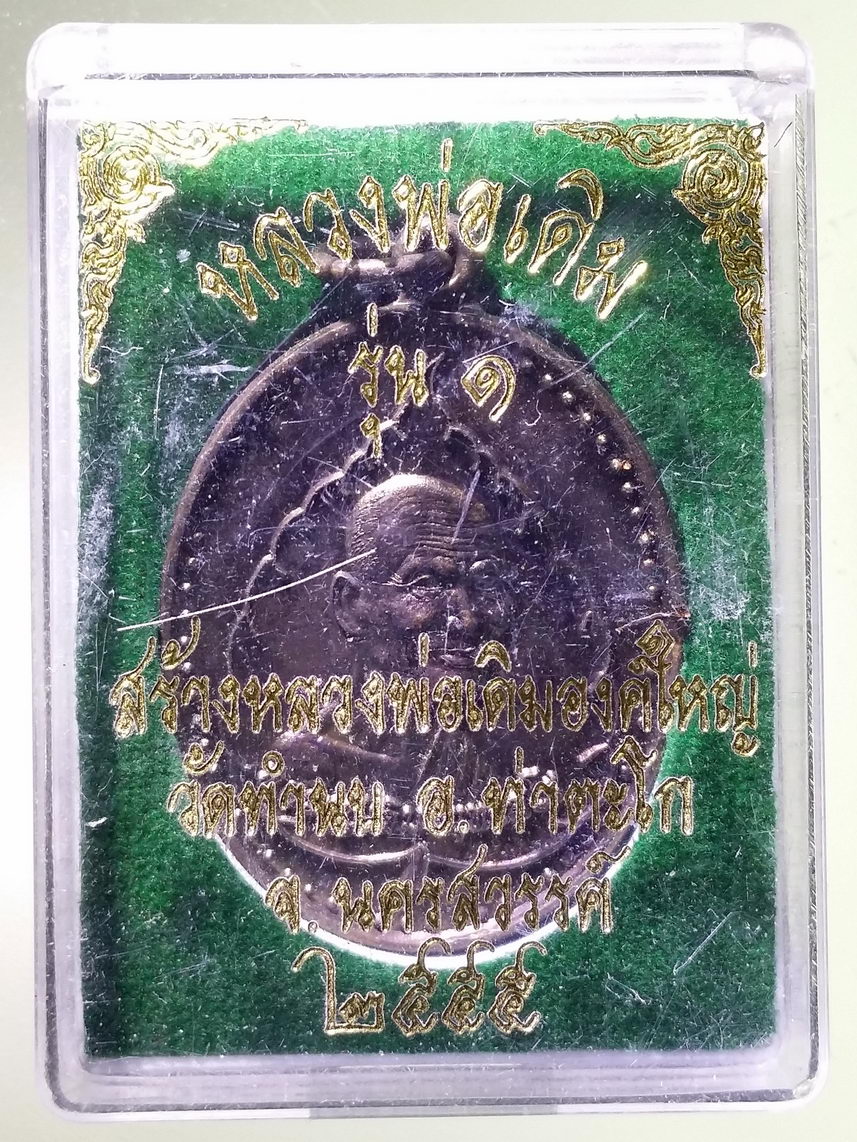 หลวงพ่อเดิม
รุ่น ๑
สร้างหลวงพ่อเดิมองค์ใหญ่
วัดทำนบ อ.ท่าตะโก
จ.นครสวรรค์
๒๕๕๕